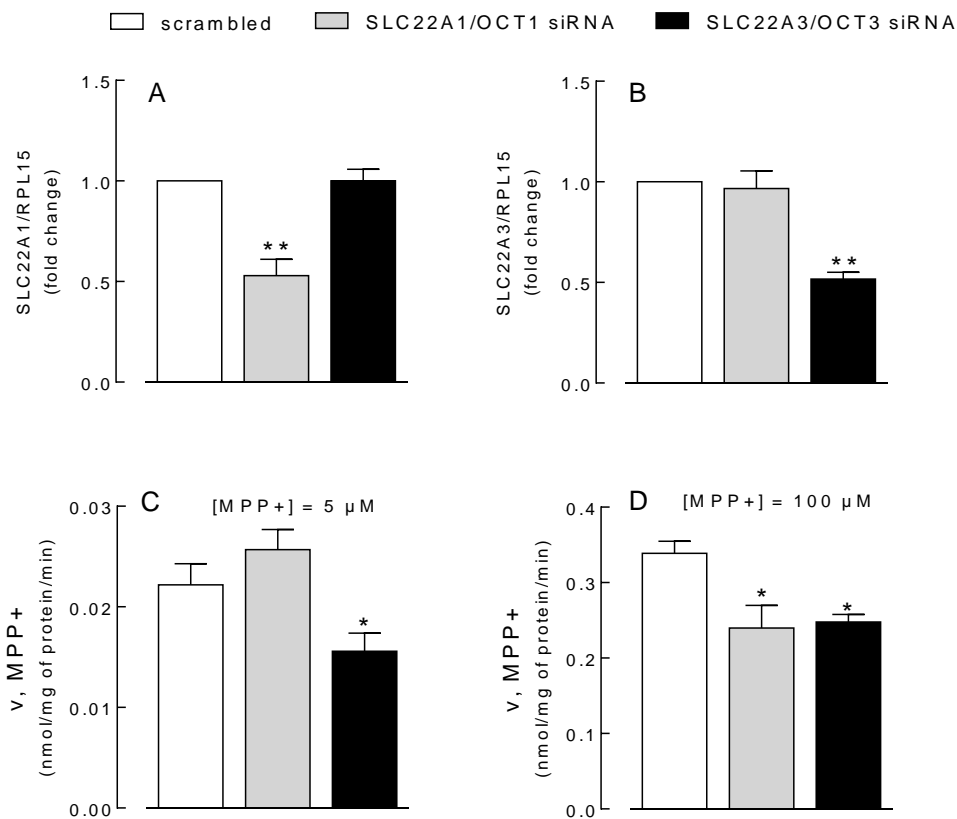 scrambled
SLC22A1/OCT1 siRNA
SLC22A3/OCT3 siRNA
A
SLC22A1/RPL15
(fold change)
1.5
1.0
0.5
0.0
**
B
SLC22A3/RPL15
(fold change)
1.5
1.0
0.5
0.0
**
C
[MPP+] = 5 µM
v, MPP+
(nmol/mg of protein/min)
0.03
0.02
0.01
0.00
*
D
[MPP+] = 100 µM
v, MPP+
(nmol/mg of protein/min)
0.4
0.3
0.2
0.1
0.0
*
*